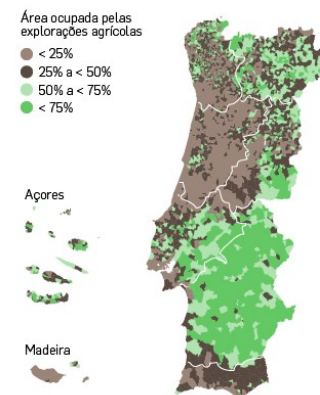 Área ocupada pelas
explorações agrícolas
< 25%
25% a < 50%
50% a < 75%
< 75%
Açores
Madeira